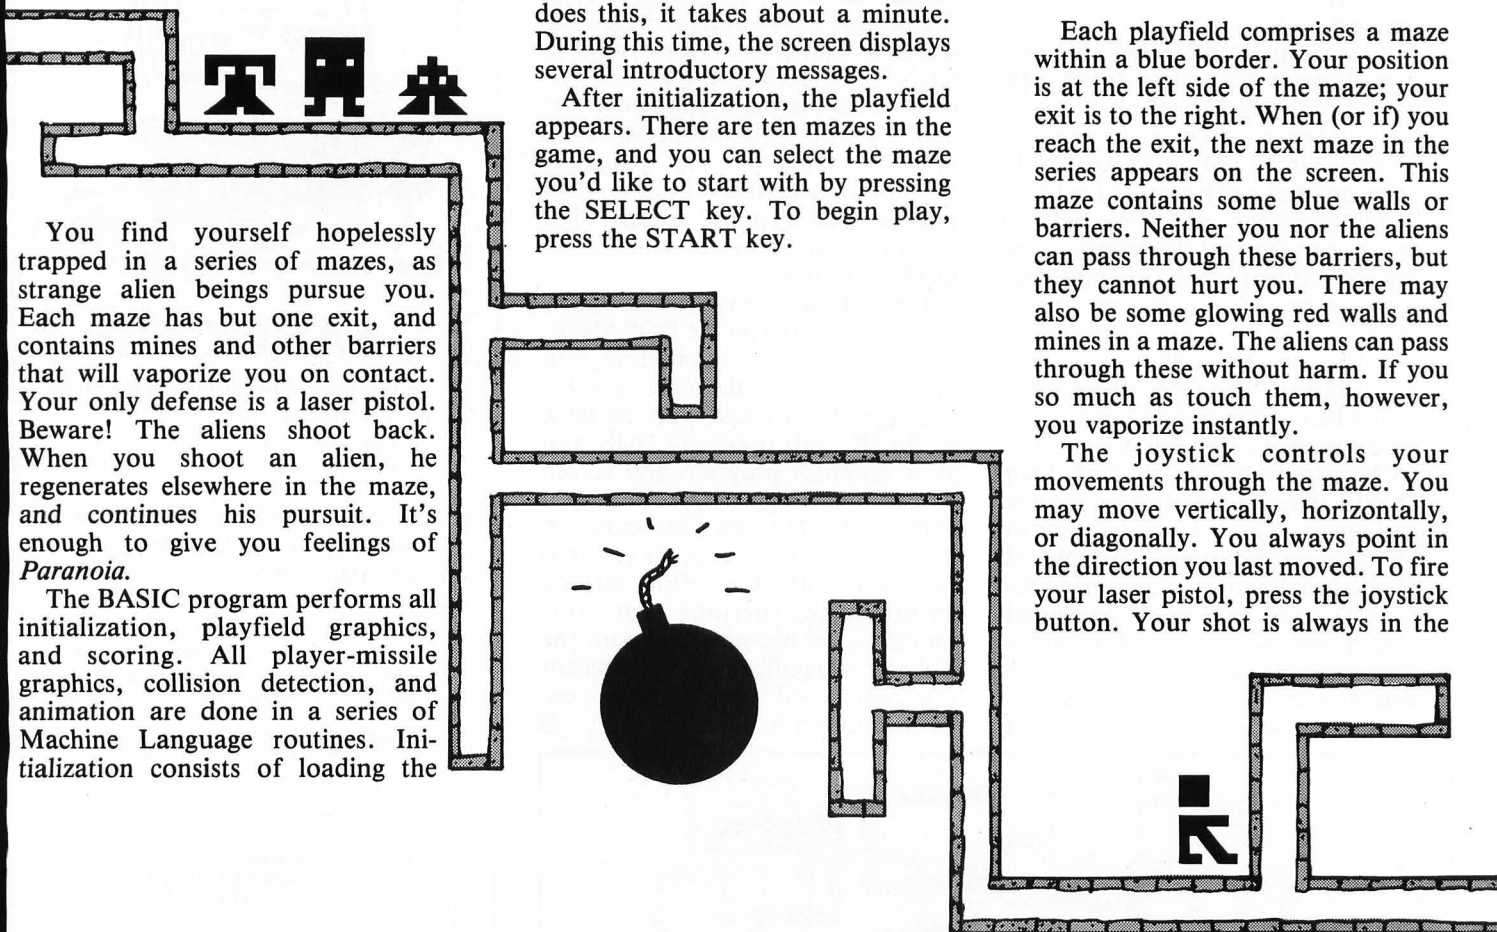 You find yourself hopelessly
trapped in a series of mazes, as
strange alien beings pursue you.
Each maze has but one exit, and
contains mines and other barriers
that will vaporize you on contact.
Your only defense is a laser pistol.
Beware! The aliens shoot back.
When you shoot an alien, he
regenerates elsewhere in the maze,
and continues his pursuit. It's
enough to give you feelings of
Paranoia.
The BASIC program performs all
initialization, playfield graphics,
and scoring. All player-missile
graphics, collision detection, and
animation are done in a series of
Machine Language routines. Ini-
tialization consists of loading the
does this, it takes about a minute.
During this time, the screen displays
several introductory messages.
After initialization, the playfield
appears. There are ten mazes in the
game, and you can select the maze
you'd like to start with by pressing
the SELECT key. To begin play,
press the START key.
Each playfield comprises a maze
within a blue border. Your position
is at the left side of the maze; your
exit is to the right. When (or if) you
reach the exit, the next maze in the
series appears on the screen. This
maze contains some blue walls or
barriers. Neither you nor the aliens
can pass through these barriers, but
they cannot hurt you. There may
also be some glowing red walls and
mines in a maze. The aliens can pass
through these without harm. If you
so much as touch them, however,
you vaporize instantly.
The joystick controls your
movements through the maze. You
may move vertically, horizontally,
or diagonally. You always point in
the direction you last moved. To fire
your laser pistol, press the joystick
button. Your shot is always in the